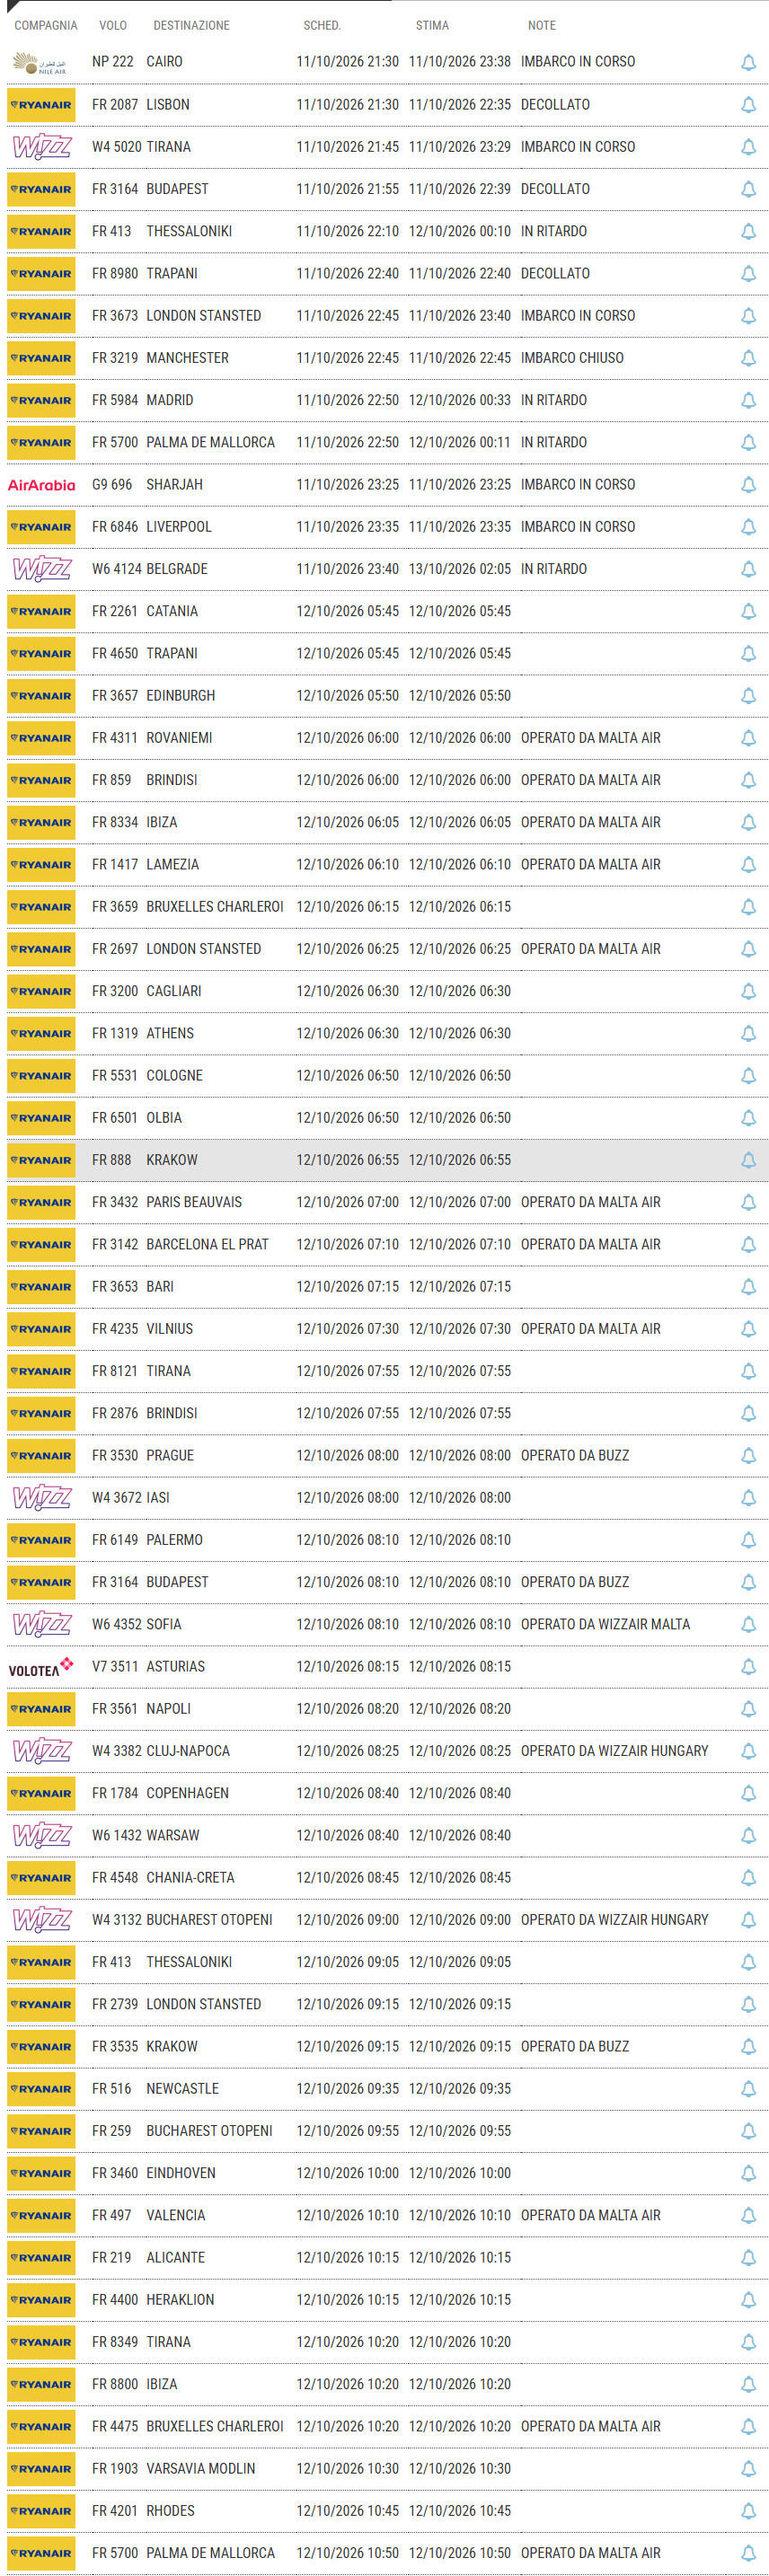 COMPAGNIA VOLO DESTINAZIONE SCHED. STIMA NOTE
النيل للطيران NILE AIR NP 222 CAIRO 11/10/2026 21:30 11/10/2026 23:38 IMBARCO IN CORSO
RYANAIR FR 2087 LISBON 11/10/2026 21:30 11/10/2026 22:35 DECOLLATO
WIZZ W4 5020 TIRANA 11/10/2026 21:45 11/10/2026 23:29 IMBARCO IN CORSO
RYANAIR FR 3164 BUDAPEST 11/10/2026 21:55 11/10/2026 22:39 DECOLLATO
RYANAIR FR 413 THESSALONIKI 11/10/2026 22:10 12/10/2026 00:10 IN RITARDO
RYANAIR FR 8980 TRAPANI 11/10/2026 22:40 11/10/2026 22:40 DECOLLATO
RYANAIR FR 3673 LONDON STANSTED 11/10/2026 22:45 11/10/2026 23:40 IMBARCO IN CORSO
RYANAIR FR 3219 MANCHESTER 11/10/2026 22:45 11/10/2026 22:45 IMBARCO CHIUSO
RYANAIR FR 5984 MADRID 11/10/2026 22:50 12/10/2026 00:33 IN RITARDO
RYANAIR FR 5700 PALMA DE MALLORCA 11/10/2026 22:50 12/10/2026 00:11 IN RITARDO
AirArabia G9 696 SHARJAH 11/10/2026 23:25 11/10/2026 23:25 IMBARCO IN CORSO
RYANAIR FR 6846 LIVERPOOL 11/10/2026 23:35 11/10/2026 23:35 IMBARCO IN CORSO
WIZZ W6 4124 BELGRADE 11/10/2026 23:40 13/10/2026 02:05 IN RITARDO
RYANAIR FR 2261 CATANIA 12/10/2026 05:45 12/10/2026 05:45
RYANAIR FR 4650 TRAPANI 12/10/2026 05:45 12/10/2026 05:45
RYANAIR FR 3657 EDINBURGH 12/10/2026 05:50 12/10/2026 05:50
RYANAIR FR 4311 ROVANIEMI 12/10/2026 06:00 12/10/2026 06:00 OPERATO DA MALTA AIR
RYANAIR FR 859 BRINDISI 12/10/2026 06:00 12/10/2026 06:00 OPERATO DA MALTA AIR
RYANAIR FR 8334 IBIZA 12/10/2026 06:05 12/10/2026 06:05 OPERATO DA MALTA AIR
RYANAIR FR 1417 LAMEZIA 12/10/2026 06:10 12/10/2026 06:10 OPERATO DA MALTA AIR
RYANAIR FR 3659 BRUXELLES CHARLEROI 12/10/2026 06:15 12/10/2026 06:15
RYANAIR FR 2697 LONDON STANSTED 12/10/2026 06:25 12/10/2026 06:25 OPERATO DA MALTA AIR
RYANAIR FR 3200 CAGLIARI 12/10/2026 06:30 12/10/2026 06:30
RYANAIR FR 1319 ATHENS 12/10/2026 06:30 12/10/2026 06:30
RYANAIR FR 5531 COLOGNE 12/10/2026 06:50 12/10/2026 06:50
RYANAIR FR 6501 OLBIA 12/10/2026 06:50 12/10/2026 06:50
RYANAIR FR 888 KRAKOW 12/10/2026 06:55 12/10/2026 06:55
RYANAIR FR 3432 PARIS BEAUVAIS 12/10/2026 07:00 12/10/2026 07:00 OPERATO DA MALTA AIR
RYANAIR FR 3142 BARCELONA EL PRAT 12/10/2026 07:10 12/10/2026 07:10 OPERATO DA MALTA AIR
RYANAIR FR 3653 BARI 12/10/2026 07:15 12/10/2026 07:15
RYANAIR FR 4235 VILNIUS 12/10/2026 07:30 12/10/2026 07:30 OPERATO DA MALTA AIR
RYANAIR FR 8121 TIRANA 12/10/2026 07:55 12/10/2026 07:55
RYANAIR FR 2876 BRINDISI 12/10/2026 07:55 12/10/2026 07:55
RYANAIR FR 3530 PRAGUE 12/10/2026 08:00 12/10/2026 08:00 OPERATO DA BUZZ
WIZZ W4 3672 IASI 12/10/2026 08:00 12/10/2026 08:00
RYANAIR FR 6149 PALERMO 12/10/2026 08:10 12/10/2026 08:10
RYANAIR FR 3164 BUDAPEST 12/10/2026 08:10 12/10/2026 08:10 OPERATO DA BUZZ
WIZZ W6 4352 SOFIA 12/10/2026 08:10 12/10/2026 08:10 OPERATO DA WIZZAIR MALTA
VOLOTEA V7 3511 ASTURIAS 12/10/2026 08:15 12/10/2026 08:15
RYANAIR FR 3561 NAPOLI 12/10/2026 08:20 12/10/2026 08:20
WIZZ W4 3382 CLUJ-NAPOCA 12/10/2026 08:25 12/10/2026 08:25 OPERATO DA WIZZAIR HUNGARY
RYANAIR FR 1784 COPENHAGEN 12/10/2026 08:40 12/10/2026 08:40
WIZZ W6 1432 WARSAW 12/10/2026 08:40 12/10/2026 08:40
RYANAIR FR 4548 CHANIA-CRETA 12/10/2026 08:45 12/10/2026 08:45
WIZZ W4 3132 BUCHAREST OTOPENI 12/10/2026 09:00 12/10/2026 09:00 OPERATO DA WIZZAIR HUNGARY
RYANAIR FR 413 THESSALONIKI 12/10/2026 09:05 12/10/2026 09:05
RYANAIR FR 2739 LONDON STANSTED 12/10/2026 09:15 12/10/2026 09:15
RYANAIR FR 3535 KRAKOW 12/10/2026 09:15 12/10/2026 09:15 OPERATO DA BUZZ
RYANAIR FR 516 NEWCASTLE 12/10/2026 09:35 12/10/2026 09:35
RYANAIR FR 259 BUCHAREST OTOPENI 12/10/2026 09:55 12/10/2026 09:55
RYANAIR FR 3460 EINDHOVEN 12/10/2026 10:00 12/10/2026 10:00
RYANAIR FR 497 VALENCIA 12/10/2026 10:10 12/10/2026 10:10 OPERATO DA MALTA AIR
RYANAIR FR 219 ALICANTE 12/10/2026 10:15 12/10/2026 10:15
RYANAIR FR 4400 HERAKLION 12/10/2026 10:15 12/10/2026 10:15
RYANAIR FR 8349 TIRANA 12/10/2026 10:20 12/10/2026 10:20
RYANAIR FR 8800 IBIZA 12/10/2026 10:20 12/10/2026 10:20
RYANAIR FR 4475 BRUXELLES CHARLEROI 12/10/2026 10:20 12/10/2026 10:20 OPERATO DA MALTA AIR
RYANAIR FR 1903 VARSAVIA MODLIN 12/10/2026 10:30 12/10/2026 10:30
RYANAIR FR 4201 RHODES 12/10/2026 10:45 12/10/2026 10:45
RYANAIR FR 5700 PALMA DE MALLORCA 12/10/2026 10:50 12/10/2026 10:50 OPERATO DA MALTA AIR